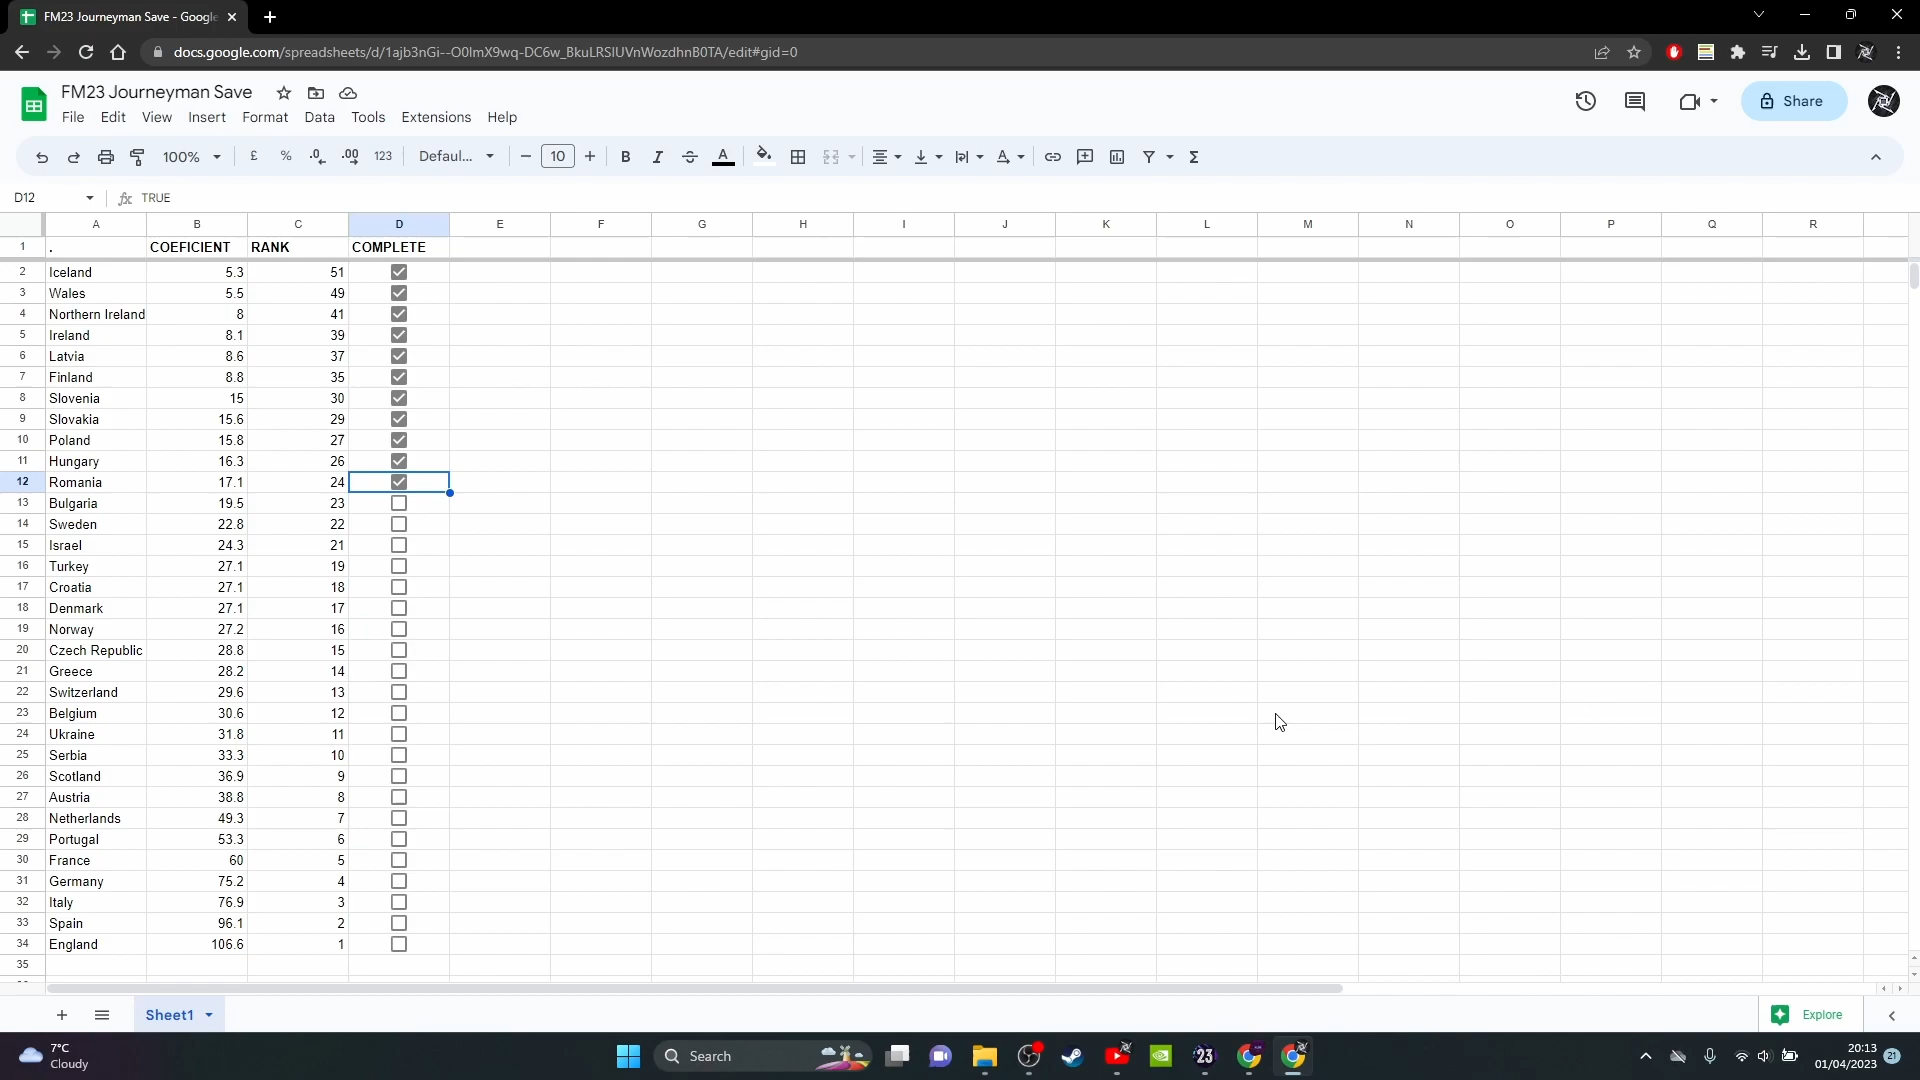 FM23 Journeyman Save - Google
docs.google.com/spreadsheets/d/1ajb3nGi--O0lmX9wq-DC6w_BkuLRSIUVnWozdhnB0TA/edit#gid=0
FM23 Journeyman Save
Share
File Edit View Insert Format Data Tools Extensions Help
100% £ % .0 .00 123 Defaul... 10 B I S A
D12 fx TRUE
A B C D E F G H I J K L M N O P Q R
1 . COEFICIENT RANK COMPLETE
2 Iceland 5.3 51
3 Wales 5.5 49
4 Northern Ireland 8 41
5 Ireland 8.1 39
6 Latvia 8.6 37
7 Finland 8.8 35
8 Slovenia 15 30
9 Slovakia 15.6 29
10 Poland 15.8 27
11 Hungary 16.3 26
12 Romania 17.1 24
13 Bulgaria 19.5 23
14 Sweden 22.8 22
15 Israel 24.3 21
16 Turkey 27.1 19
17 Croatia 27.1 18
18 Denmark 27.1 17
19 Norway 27.2 16
20 Czech Republic 28.8 15
21 Greece 28.2 14
22 Switzerland 29.6 13
23 Belgium 30.6 12
24 Ukraine 31.8 11
25 Serbia 33.3 10
26 Scotland 36.9 9
27 Austria 38.8 8
28 Netherlands 49.3 7
29 Portugal 53.3 6
30 France 60 5
31 Germany 75.2 4
32 Italy 76.9 3
33 Spain 96.1 2
34 England 106.6 1
35
Sheet1 Explore
7°C
Cloudy
Search
23
20:13
01/04/2023
21